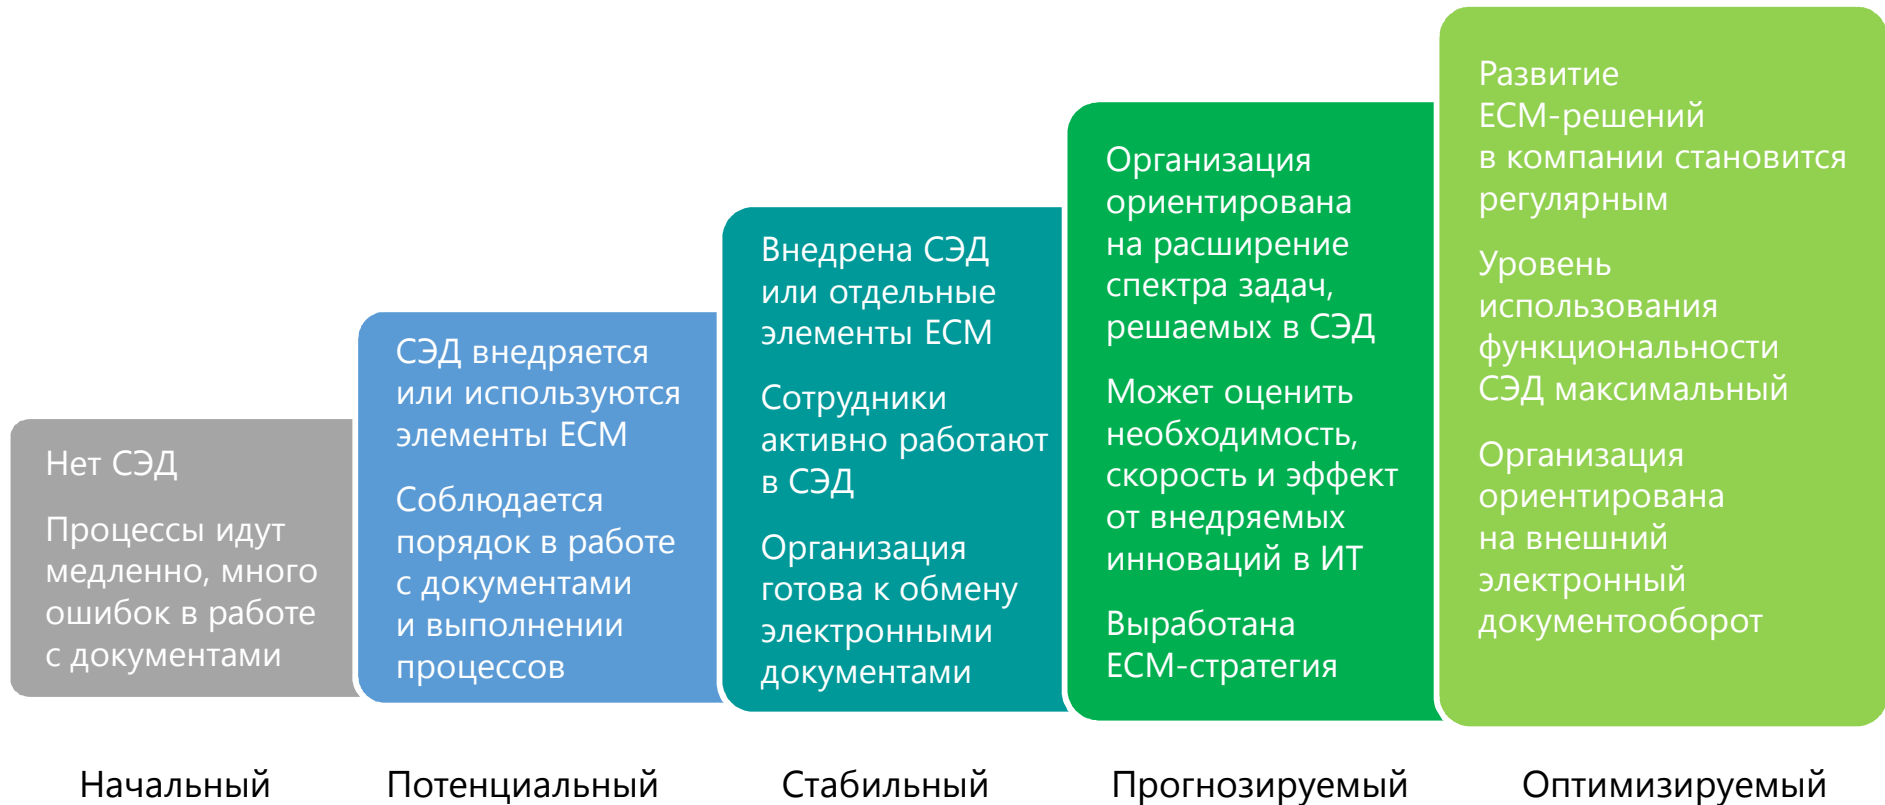 Нет СЭД
Процессы идут
медленно, много
ошибок в работе
с документами
СЭД внедряется
или используются
элементы ECM
Соблюдается
порядок в работе
с документами
и выполнении
процессов
Внедрена СЭД
или отдельные
элементы ECM
Сотрудники
активно работают
в СЭД
Организация
готова к обмену
электронными
документами
Организация
ориентирована
на расширение
спектра задач,
решаемых в СЭД
Может оценить
необходимость,
скорость и эффект
от внедряемых
инноваций в ИТ
Выработана
ECM-стратегия
Развитие
ECM-решений
в компании становится
регулярным
Уровень
использования
функциональности
СЭД максимальный
Организация
ориентирована
на внешний
электронный
документооборот
Начальный
Потенциальный
Стабильный
Прогнозируемый
Оптимизируемый